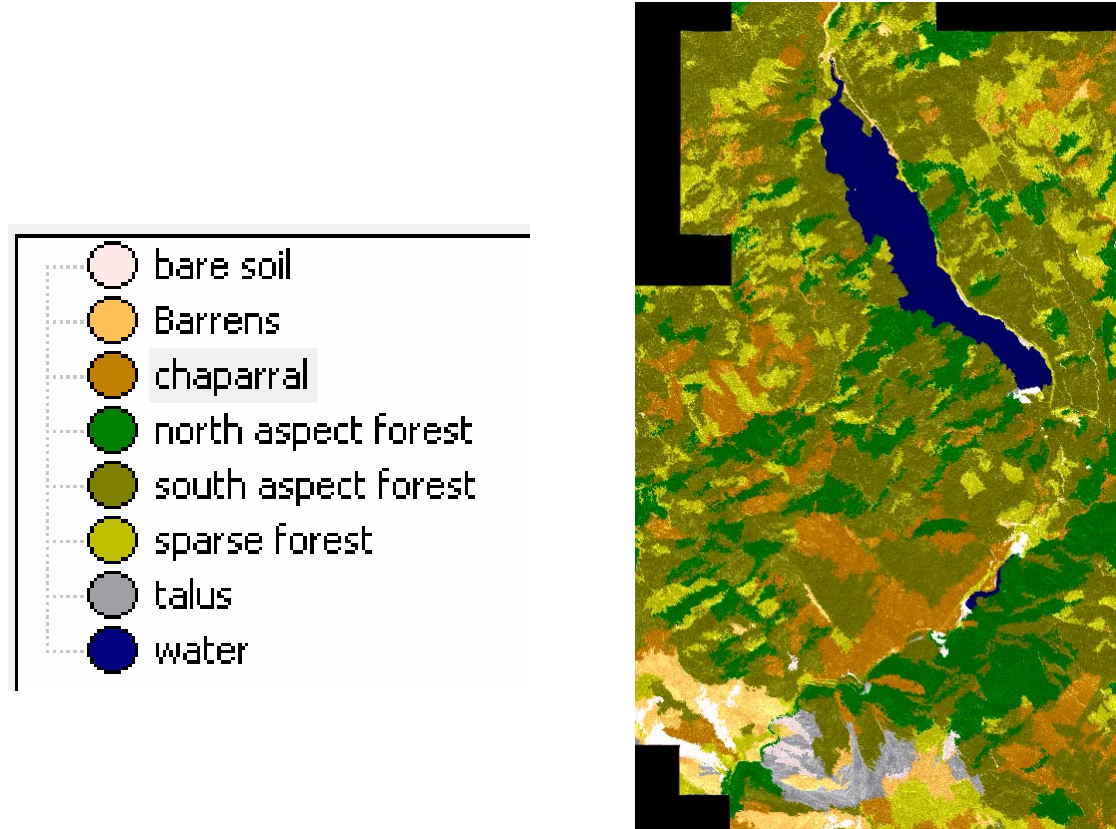 bare soil
Barrens
chaparral
north aspect forest
south aspect forest
sparse forest
talus
water